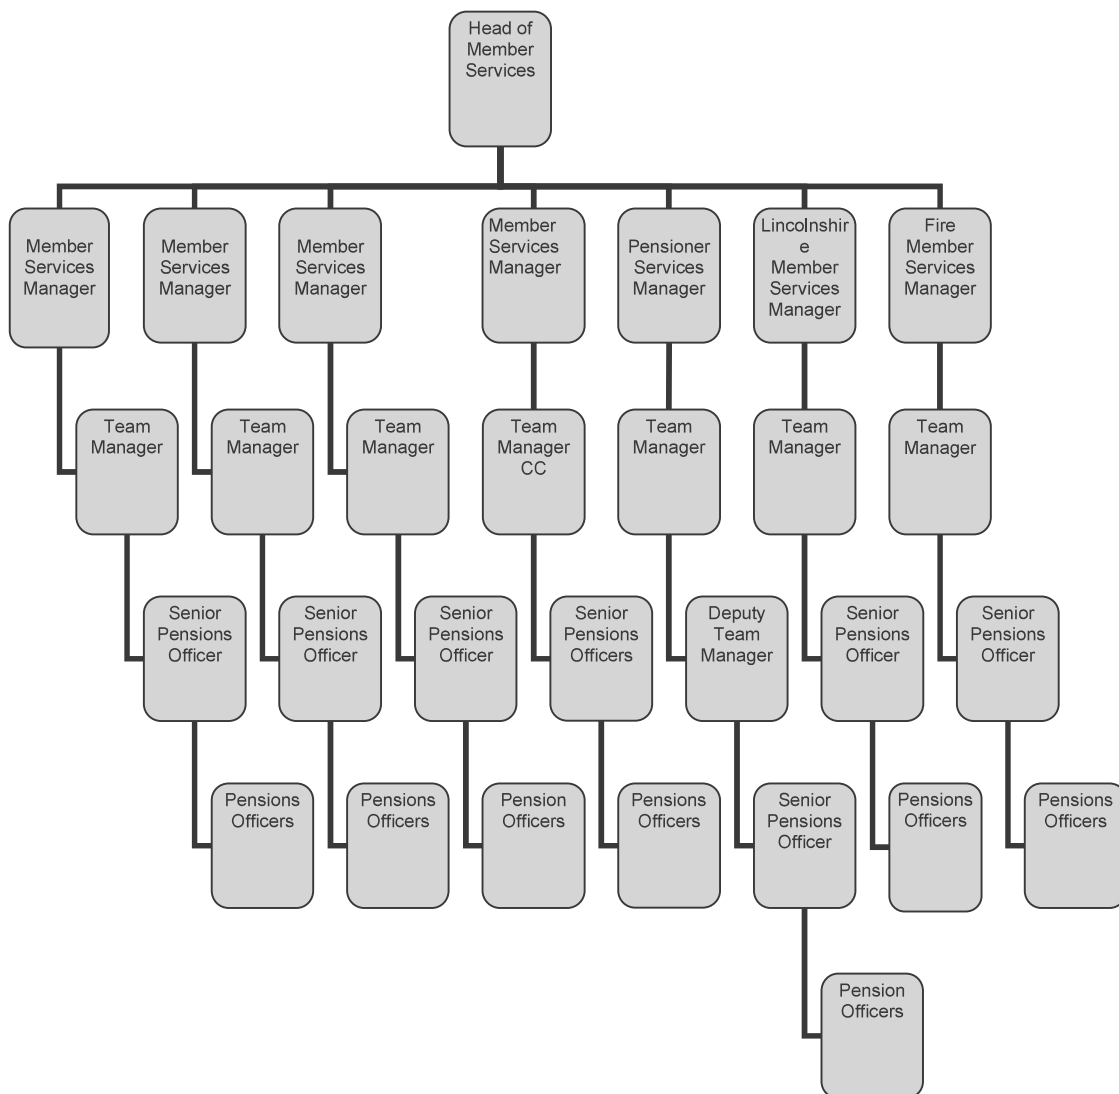 Head of
Member
Services
Member
Services
Manager
Member
Services
Manager
Member
Services
Manager
Member
Services
Manager
Pensioner
Services
Manager
Lincolnshir
e
Member
Services
Manager
Fire
Member
Services
Manager
Team
Manager
Team
Manager
Team
Manager
Team
Manager
CC
Team
Manager
Team
Manager
Team
Manager
Senior
Pensions
Officer
Senior
Pensions
Officer
Senior
Pensions
Officer
Senior
Pensions
Officers
Deputy
Team
Manager
Senior
Pensions
Officer
Senior
Pensions
Officer
Pensions
Officers
Pensions
Officers
Pension
Officers
Pensions
Officers
Senior
Pensions
Officer
Pensions
Officers
Pensions
Officers
Pension
Officers